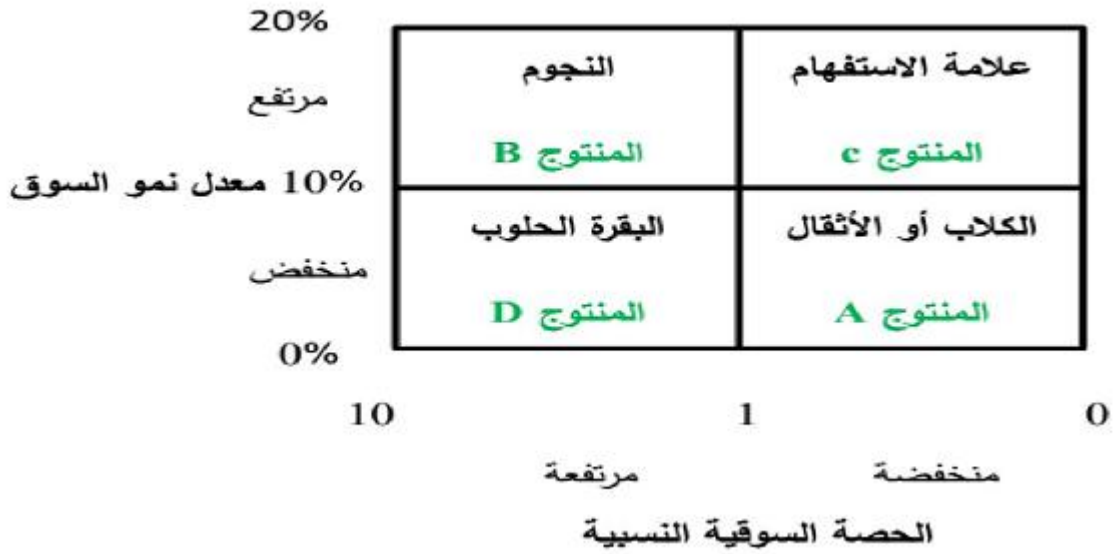 20%
علامة الاستفهام
النجوم
مرتفع
المنتوج c
المنتوج B
10% معدل نمو السوق
الكلاب أو الأثقال
البقرة الحلوب
منخفض
المنتوج A
المنتوج D
0%
10 1 0
منخفضة
مرتفعة
الحصة السوقية النسبية